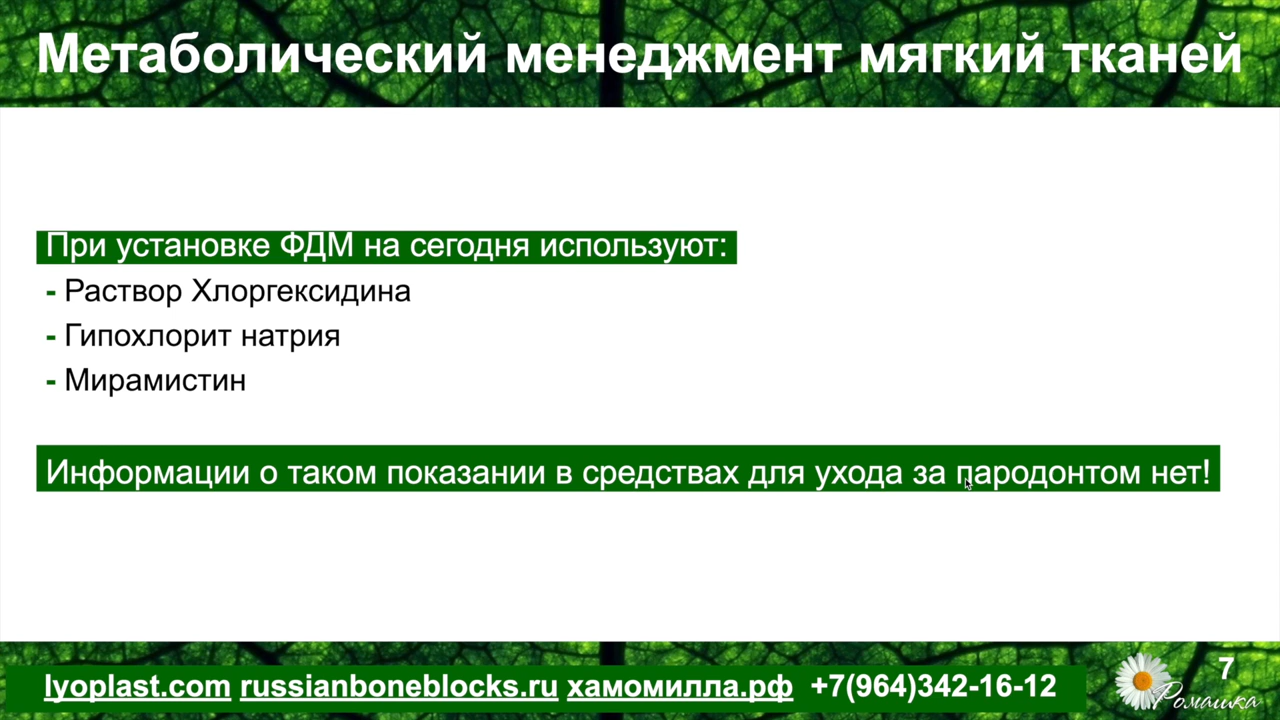 Метаболический менеджмент мягкий тканей
При установке ФДМ на сегодня используют:
- Раствор Хлоргексидина
- Гипохлорит натрия
- Мирамистин
Информации о таком показании в средствах для ухода за пародонтом нет!
lyoplast.com russianboneblocks.ru хамомилла.рф +7(964)342-16-12
Ромашка
7